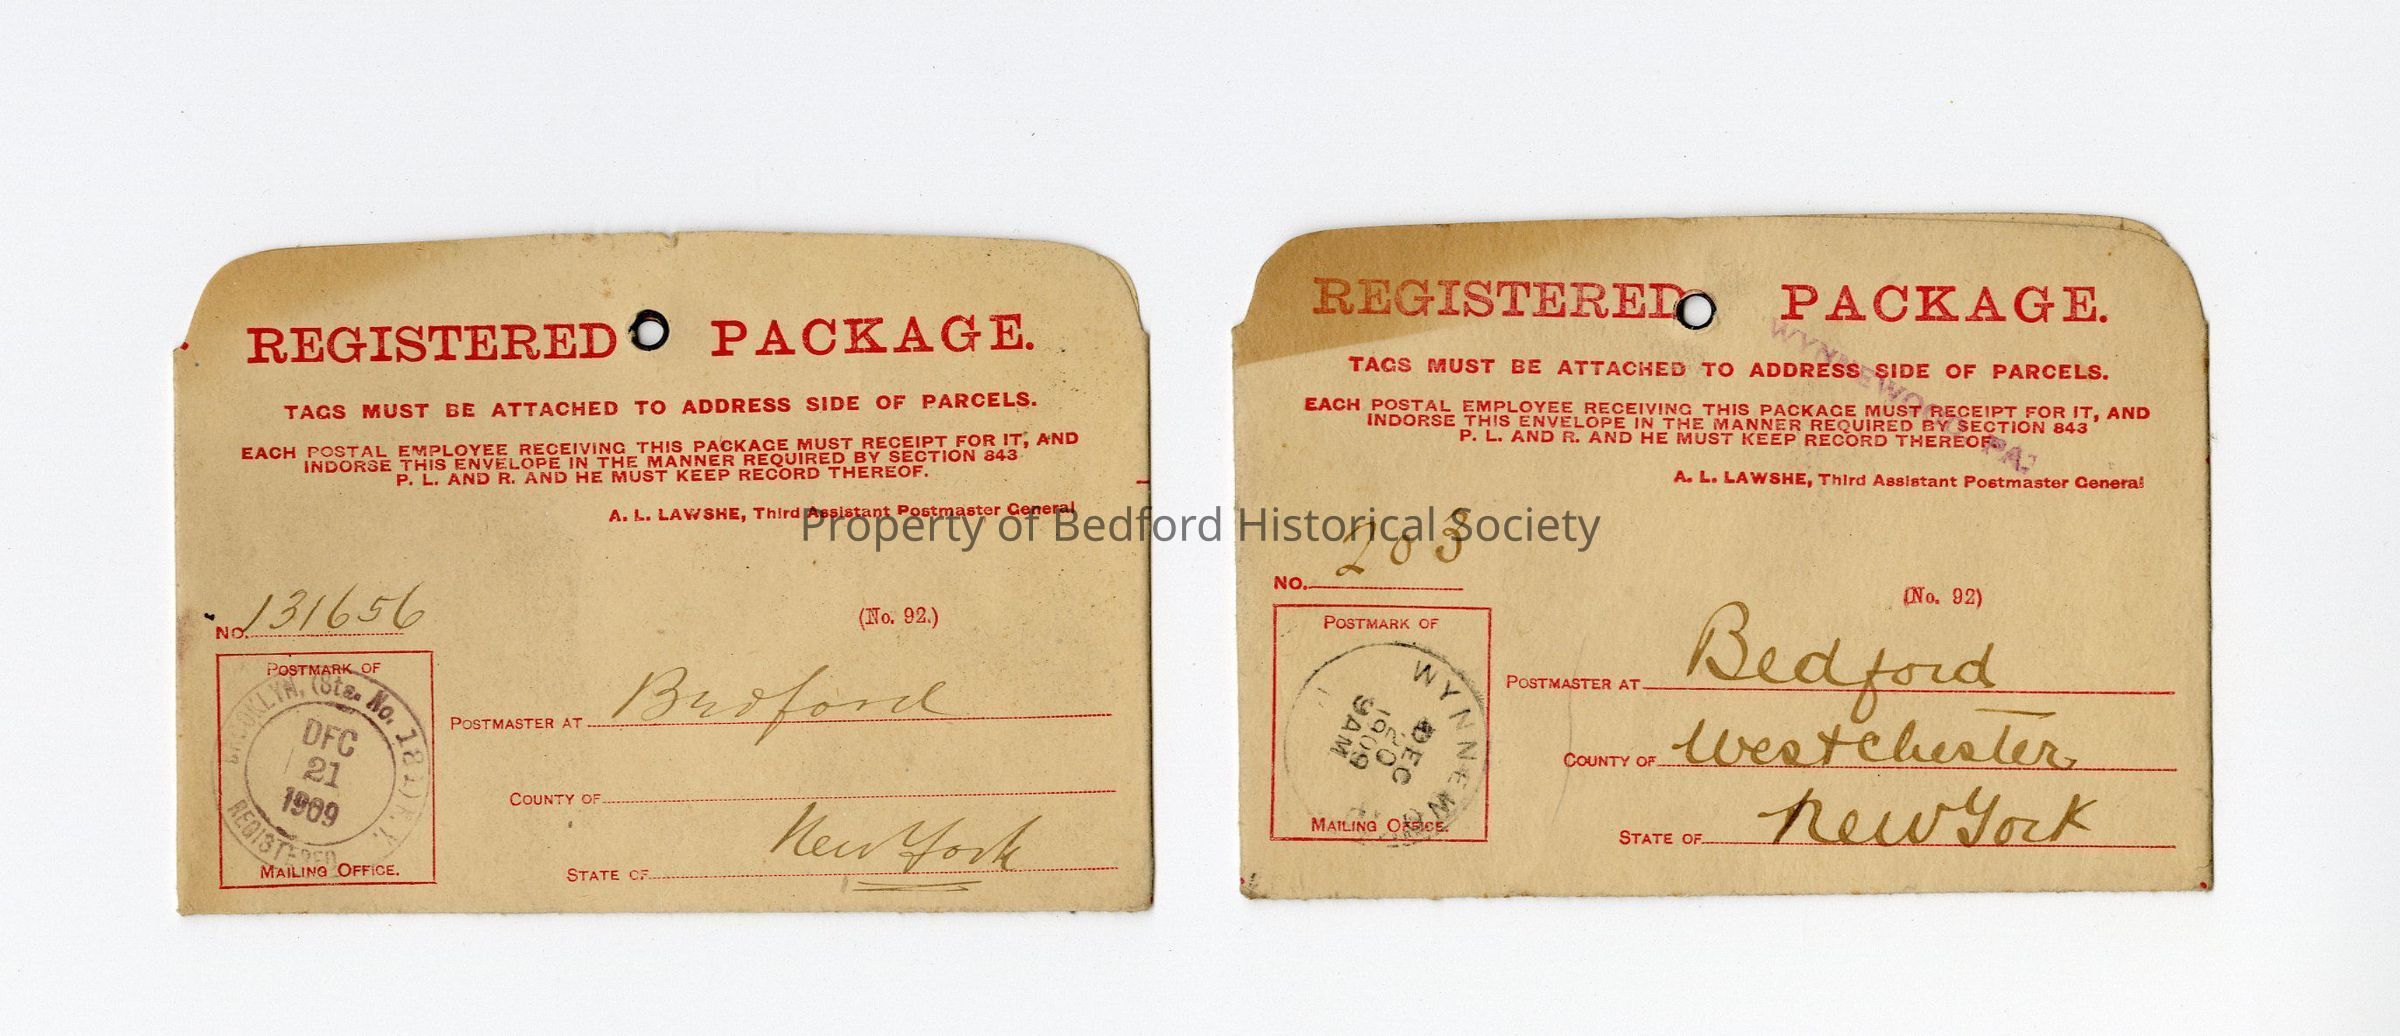 REGISTERED PACKAGE.
TAGS MUST BE ATTACHED TO ADDRESS SIDE OF PARCELS.
EACH POSTAL EMPLOYEE RECEIVING THIS PACKAGE MUST RECEIPT FOR IT, AND
INDORSE THIS ENVELOPE IN THE MANNER REQUIRED BY SECTION 843
P. L. AND R. AND HE MUST KEEP RECORD THEREOF.
A. L. LAWSHE, Third Assistant Postmaster General
No. 131656
(No. 92.)
POSTMARK OF
BROOKLYN, (Sta. No. 182) N.Y.
DEC
21
1909
REGISTERED
MAILING OFFICE.
POSTMASTER AT Bedford
COUNTY OF
STATE OF New York
REGISTERED PACKAGE.
WYNNEWOOD, PA.
TAGS MUST BE ATTACHED TO ADDRESS SIDE OF PARCELS.
EACH POSTAL EMPLOYEE RECEIVING THIS PACKAGE MUST RECEIPT FOR IT, AND
INDORSE THIS ENVELOPE IN THE MANNER REQUIRED BY SECTION 843
P. L. AND R. AND HE MUST KEEP RECORD THEREOF.
A. L. LAWSHE, Third Assistant Postmaster General
No. 203
(No. 92)
POSTMARK OF
WYNNEWO
DEC
20
1909
9AM
MAILING OFFICE.
POSTMASTER AT Bedford
COUNTY OF Westchester
STATE OF New York
Property of Bedford Historical Society